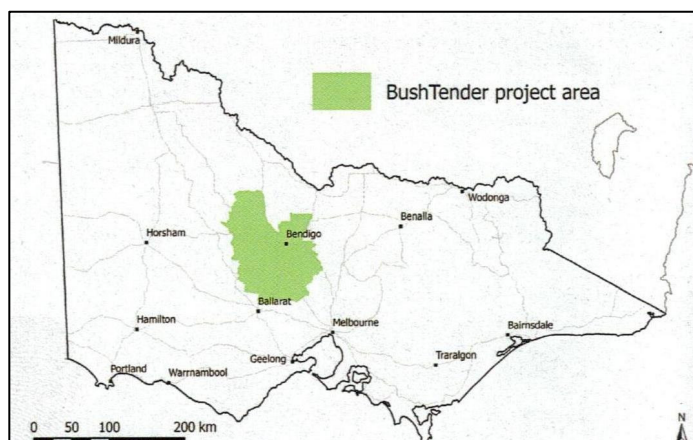 Mildura
BushTender project area
Wodonga
Benalla
Horsham
Bendigo
Ballarat
Hamilton
Melbourne
Bairnsdale
Geelong
Traralgon
Portland
Warrnambool
0 50 100 200 km
N